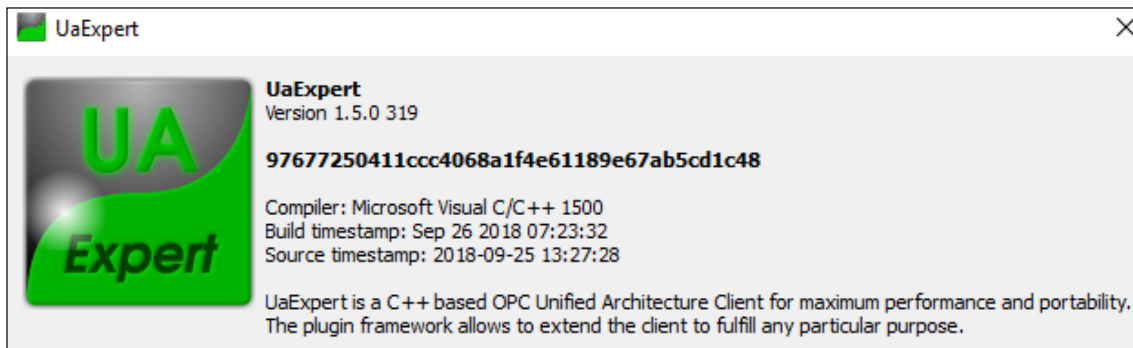 UaExpert
UA
Expert
UaExpert
Version 1.5.0 319
97677250411ccc4068a1f4e61189e67ab5cd1c48
Compiler: Microsoft Visual C/C++ 1500
Build timestamp: Sep 26 2018 07:23:32
Source timestamp: 2018-09-25 13:27:28
UaExpert is a C++ based OPC Unified Architecture Client for maximum performance and portability.
The plugin framework allows to extend the client to fulfill any particular purpose.